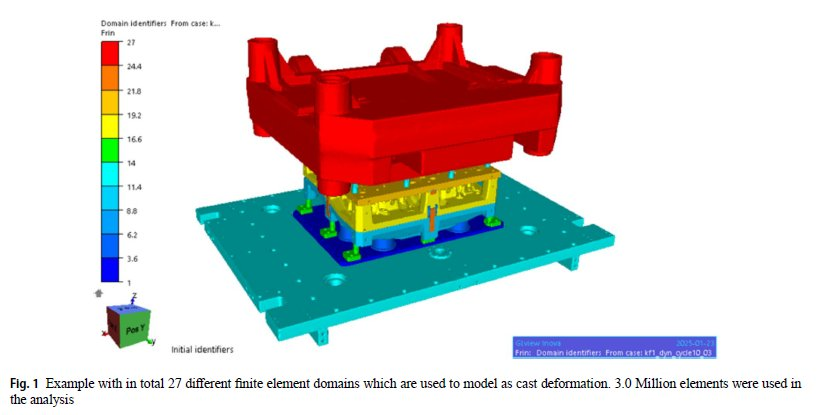 Domain identifiers From case: k...
Frin
27
24.4
21.8
19.2
16.6
14
11.4
8.8
6.2
3.6
1
Z
Pos Y
X
Y
Initial identifiers
GLview Inova 2025-01-23
Frin: Domain identifiers From case: kf1_dyn_cycle10_03
Fig. 1 Example with in total 27 different finite element domains which are used to model as cast deformation. 3.0 Million elements were used in
the analysis